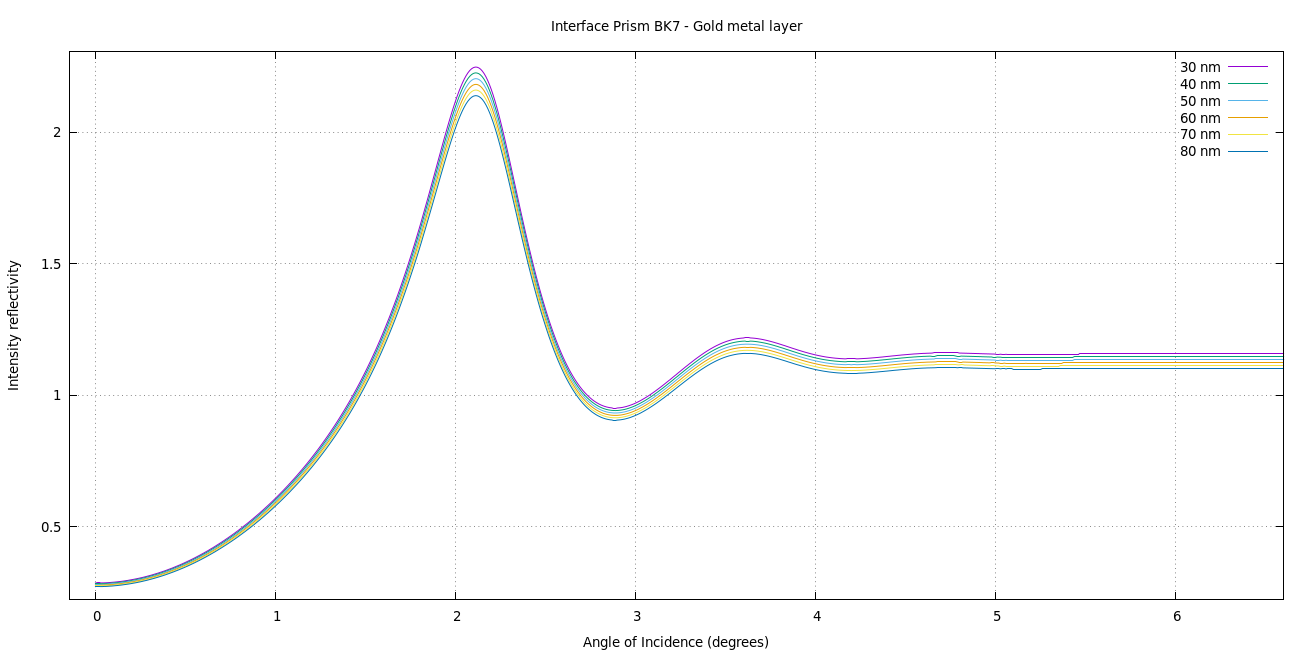 Interface Prism BK7 - Gold metal layer
30 nm
40 nm
50 nm
60 nm
70 nm
80 nm
2
1.5
1
0.5
Intensity reflectivity
0 1 2 3 4 5 6
Angle of Incidence (degrees)